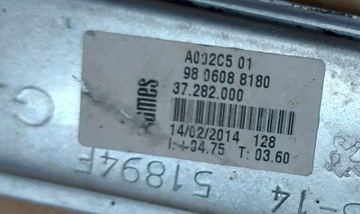 A002C5 01
98 0608 8180
37.282.000
14/02/2014 128
I:+04.75 T: 03.60
51894F